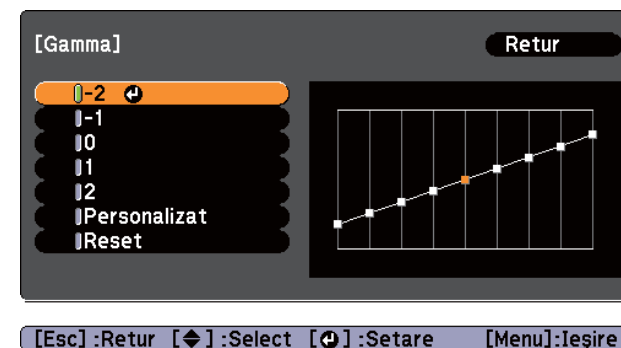 [Gamma] Retur
-2
-1
0
1
2
Personalizat
Reset
[Esc] :Retur [◆] :Select [↵] :Setare [Menu]:Ieşire